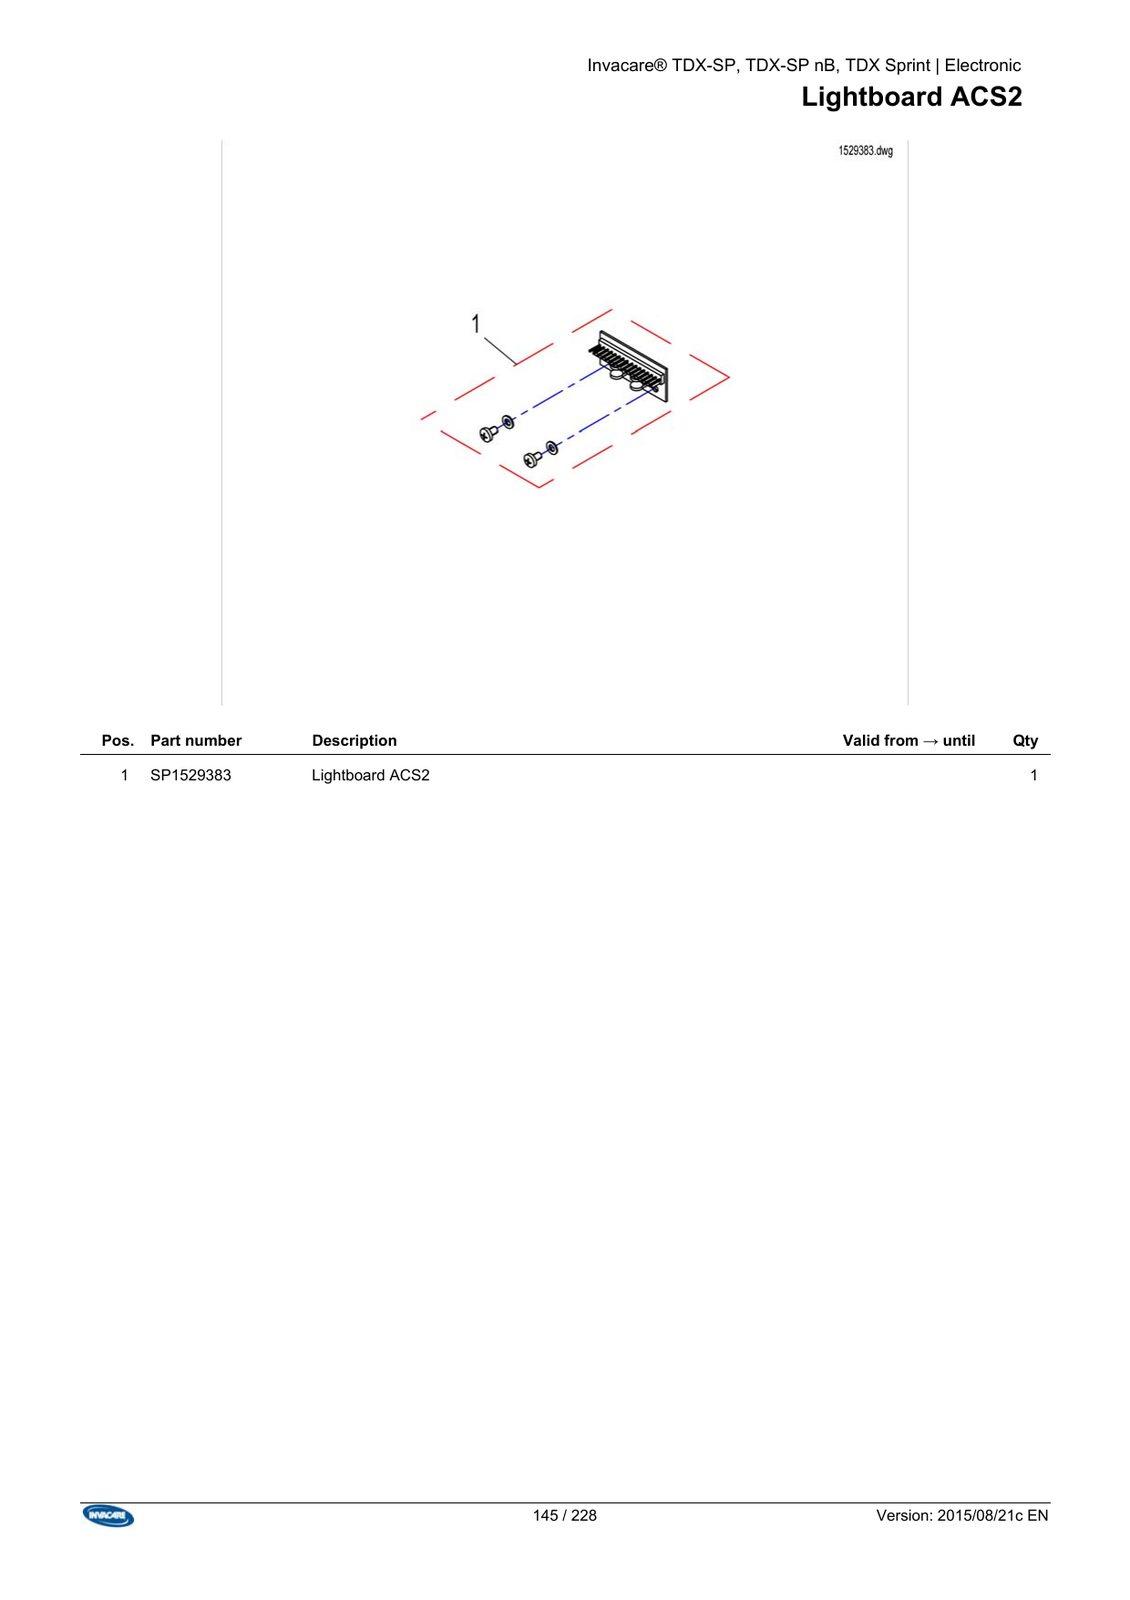 Invacare® TDX-SP, TDX-SP nB, TDX Sprint | Electronic
Lightboard ACS2
1529383.dwg
1
Pos. Part number Description Valid from → until Qty
1 SP1529383 Lightboard ACS2 1
INVACARE 145 / 228 Version: 2015/08/21c EN